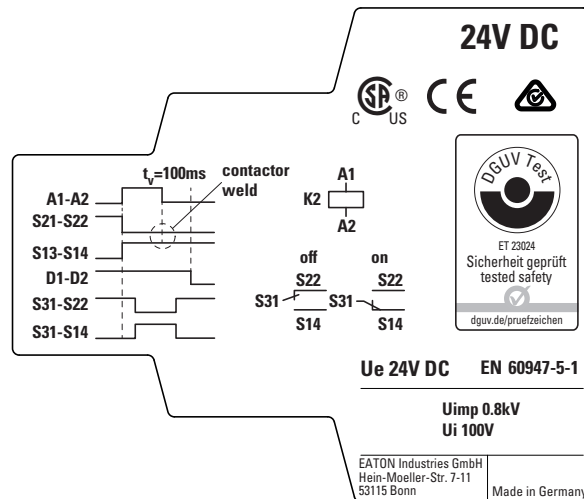 24V DC
SA ®
C US
CE
tv=100ms
contactor
weld
A1-A2
S21-S22
S13-S14
D1-D2
S31-S22
S31-S14
A1
K2
A2
off on
S22 S22
S31 S31
S14 S14
DGUV Test
ET 23024
Sicherheit geprüft
tested safety
dguv.de/pruefzeichen
Ue 24V DC EN 60947-5-1
Uimp 0.8kV
Ui 100V
EATON Industries GmbH
Hein-Moeller-Str. 7-11
53115 Bonn
Made in Germany